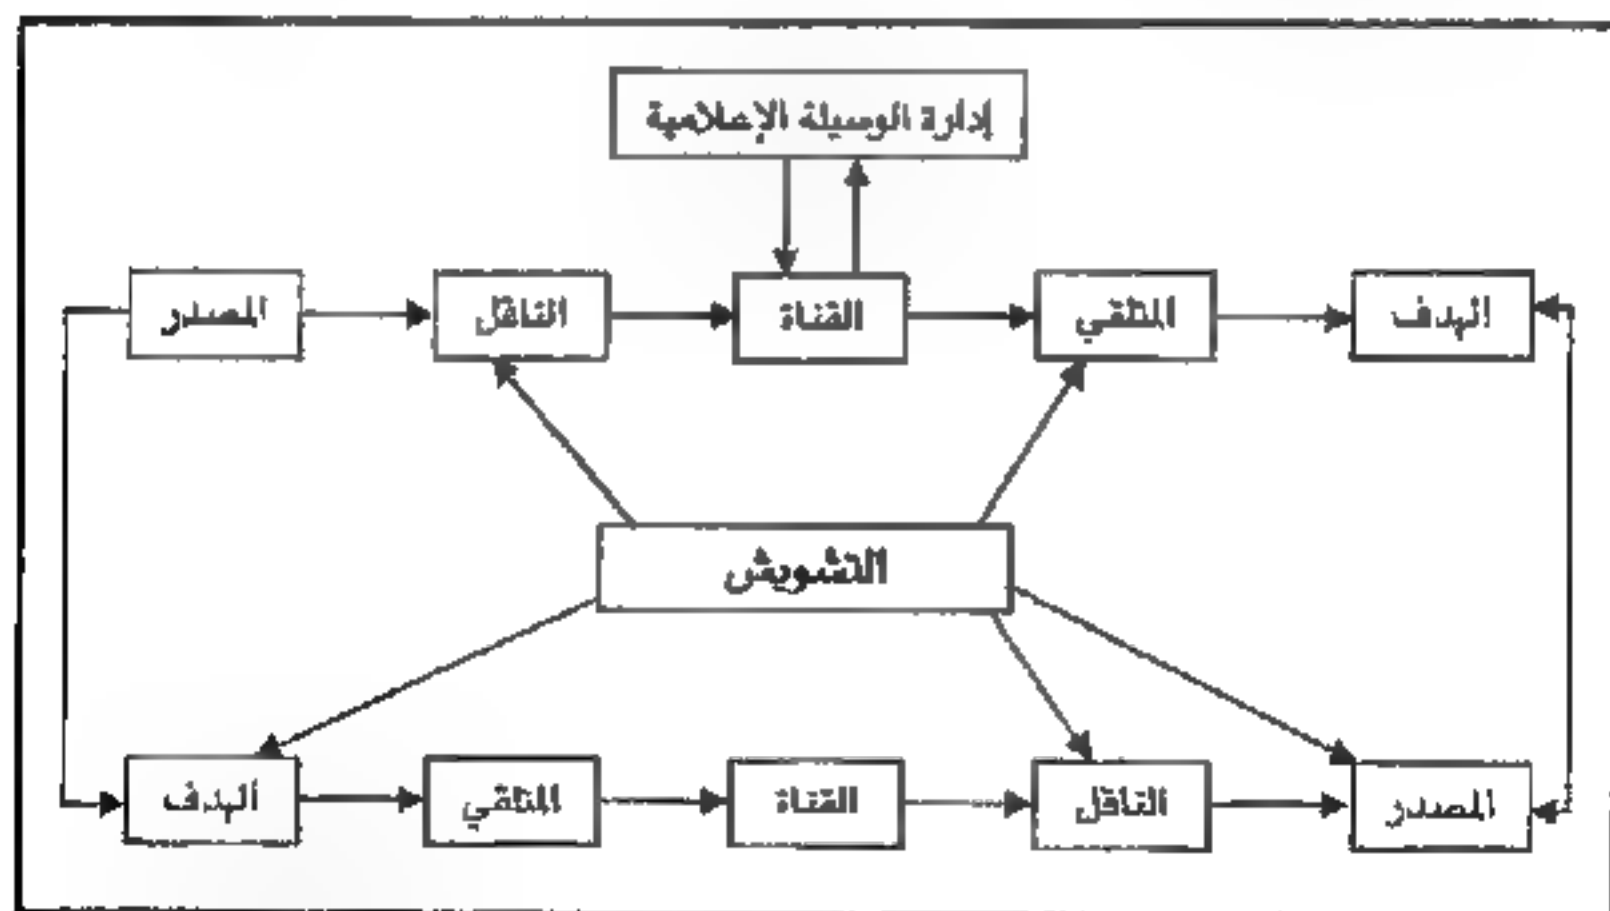 إدارة الوسيلة الإعلامية
المصدر
الناقل
القناة
المتلقي
الهدف
التشويش
الهدف
المتلقي
القناة
الناقل
المصدر